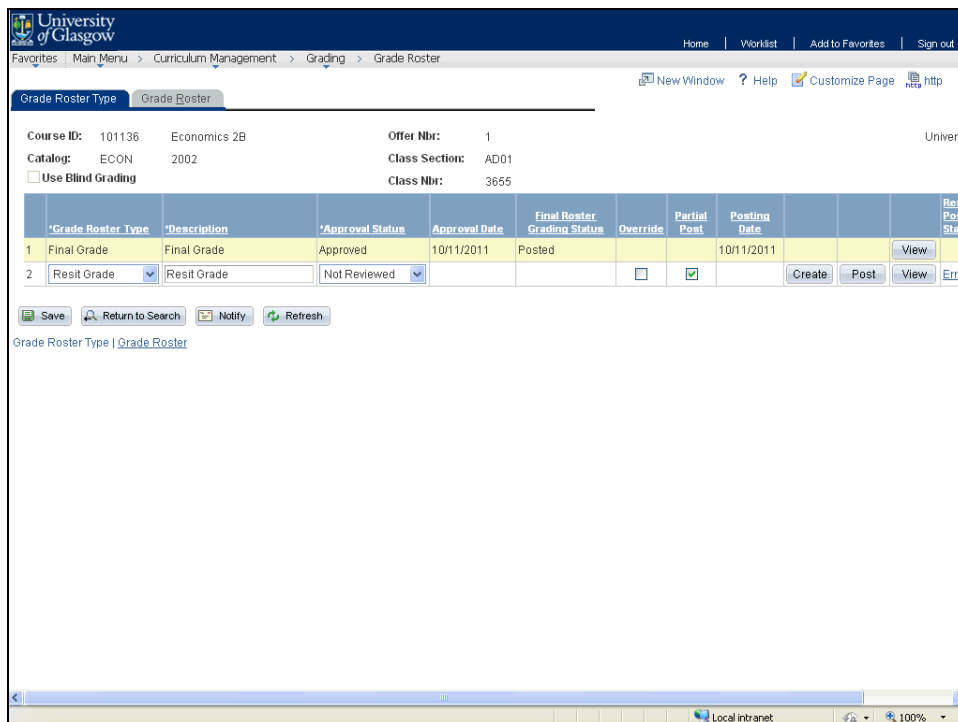 University
of Glasgow
Home | Worklist | Add to Favorites | Sign out
Favorites Main Menu > Curriculum Management > Grading > Grade Roster
New Window ? Help Customize Page http
Grade Roster Type Grade Roster
Course ID: 101136 Economics 2B Offer Nbr: 1 Univer
Catalog: ECON 2002 Class Section: AD01
Use Blind Grading Class Nbr: 3655
*Grade Roster Type *Description *Approval Status Approval Date Final Roster Grading Status Override Partial Post Posting Date Res Pos Sta
1 Final Grade Final Grade Approved 10/11/2011 Posted 10/11/2011 View
2 Resit Grade Resit Grade Not Reviewed Create Post View Err
Save Return to Search Notify Refresh
Grade Roster Type | Grade Roster
Local intranet 100%